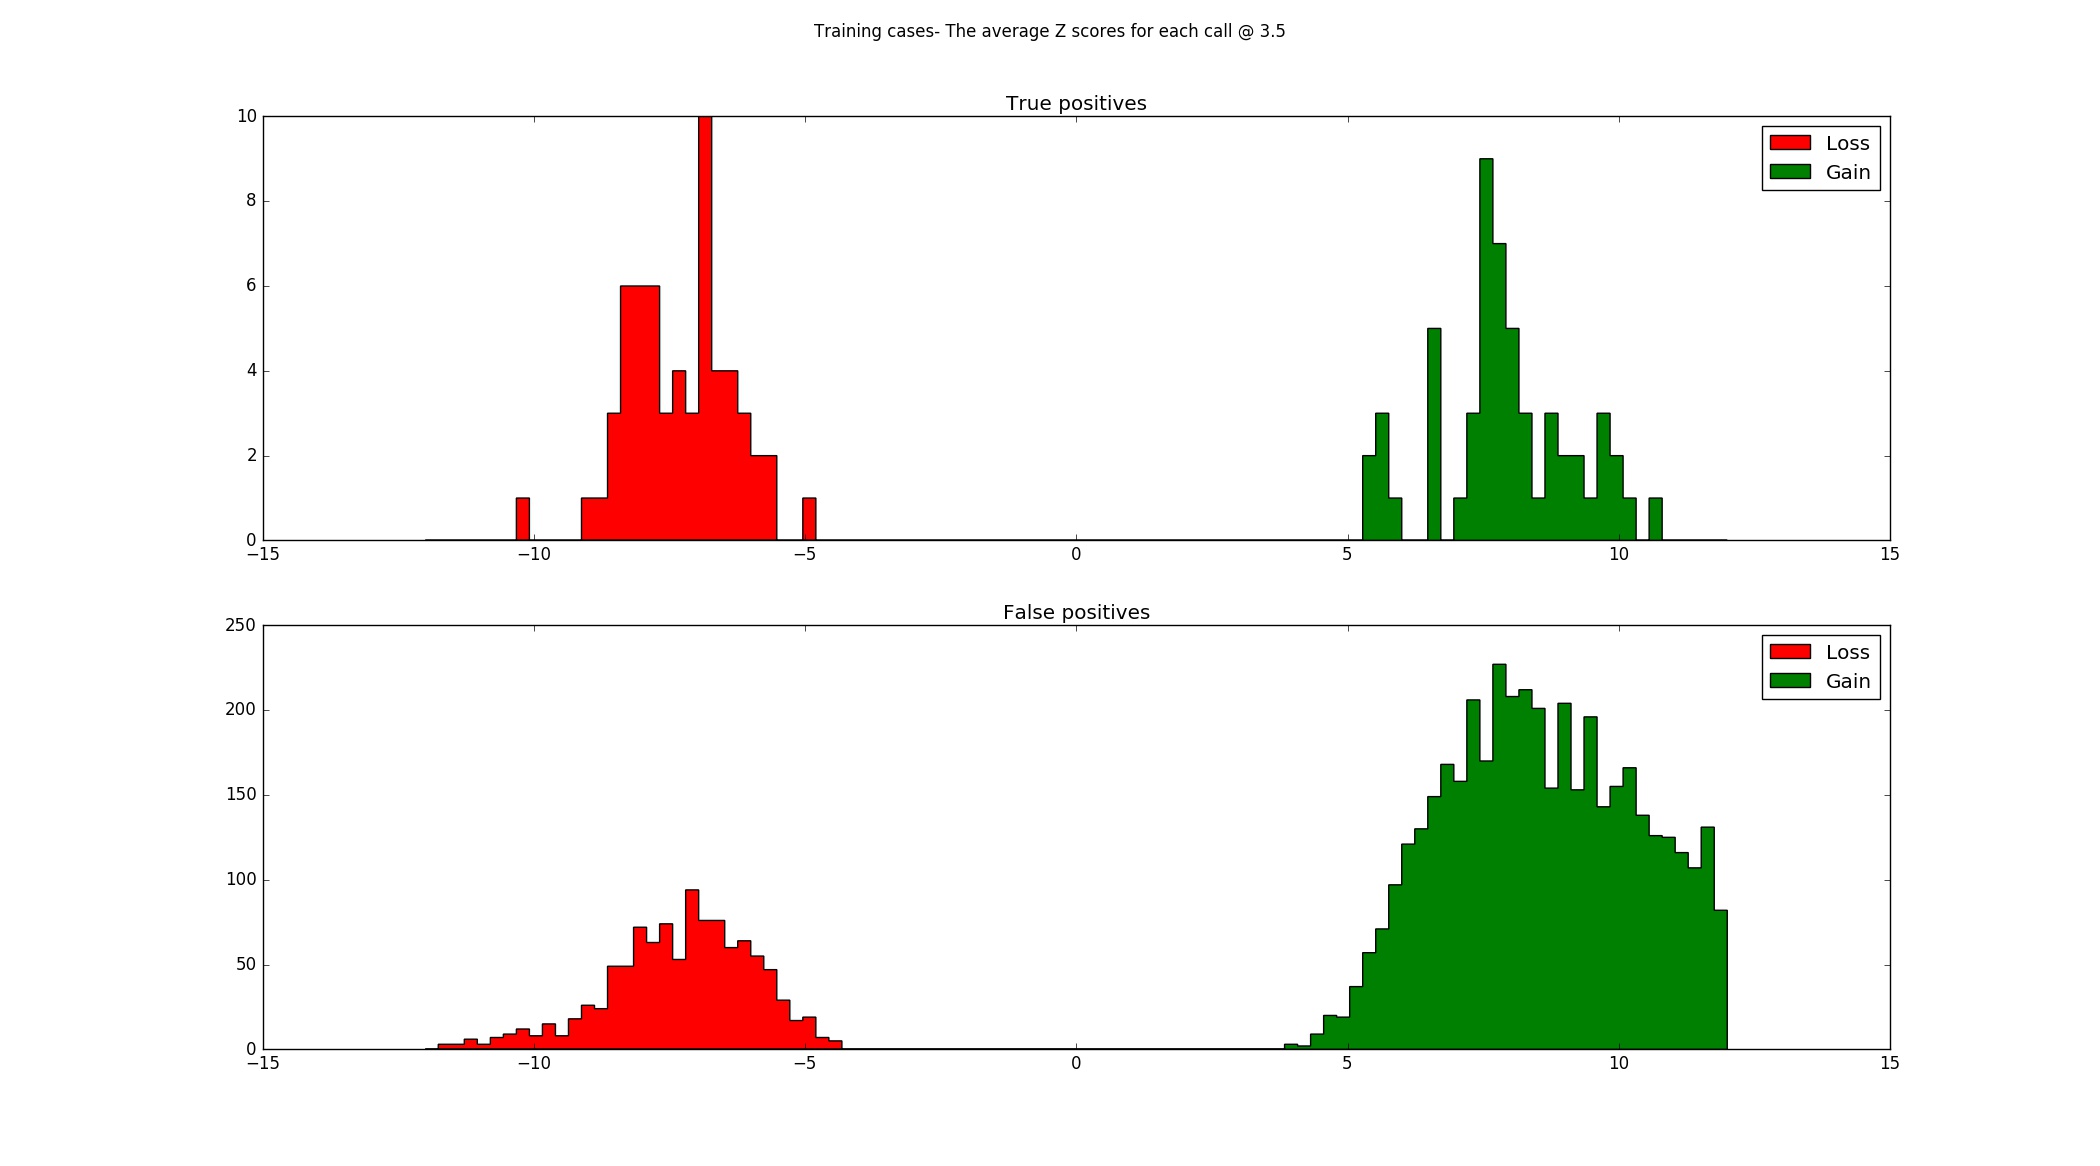 Training cases- The average Z scores for each call @ 3.5
True positives
10
8
6
4
2
0
Loss
Gain
−15 −10 −5 0 5 10 15
False positives
250
200
150
100
50
0
Loss
Gain
−15 −10 −5 0 5 10 15